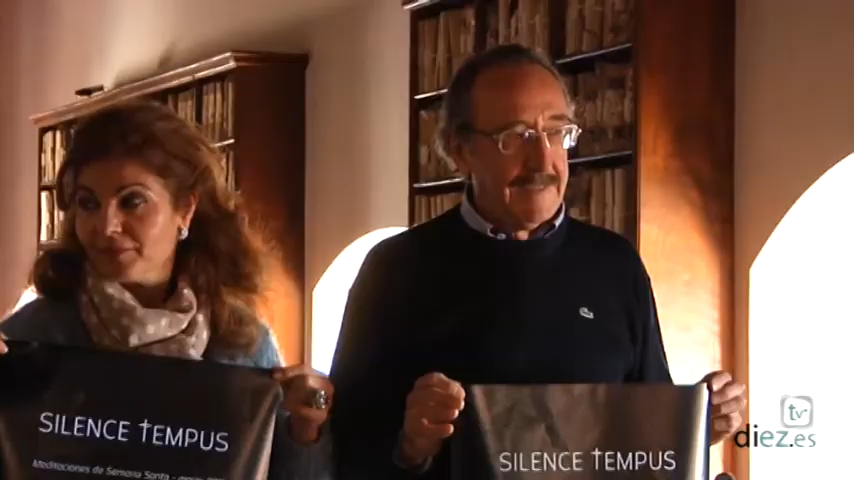 SILENCE TEMPUS
Meditaciones de Semana Santa -
SILENCE TEMPUS
tv
diez.es